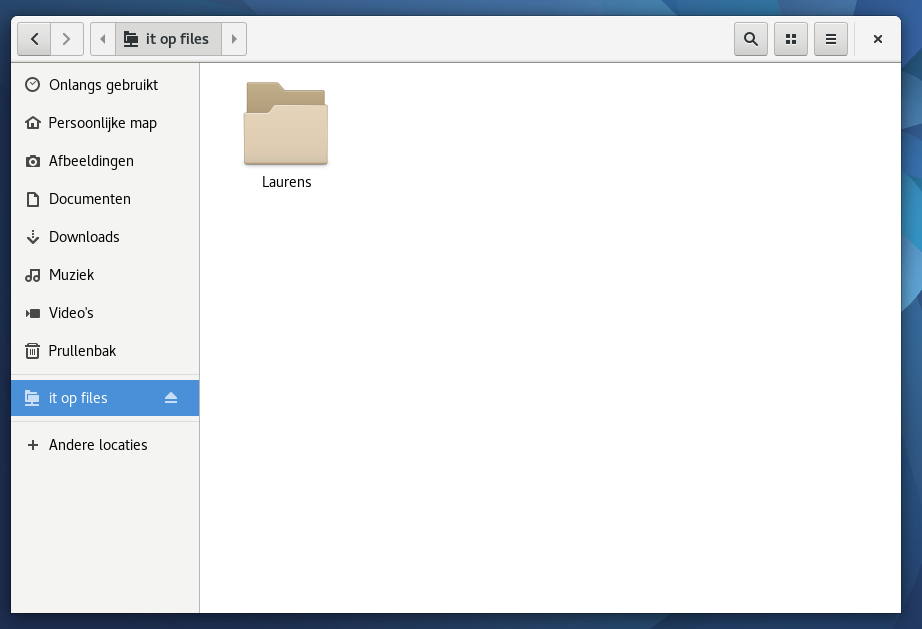 it op files
Onlangs gebruikt
Persoonlijke map
Afbeeldingen
Documenten
Downloads
Muziek
Video's
Prullenbak
it op files
Andere locaties
Laurens